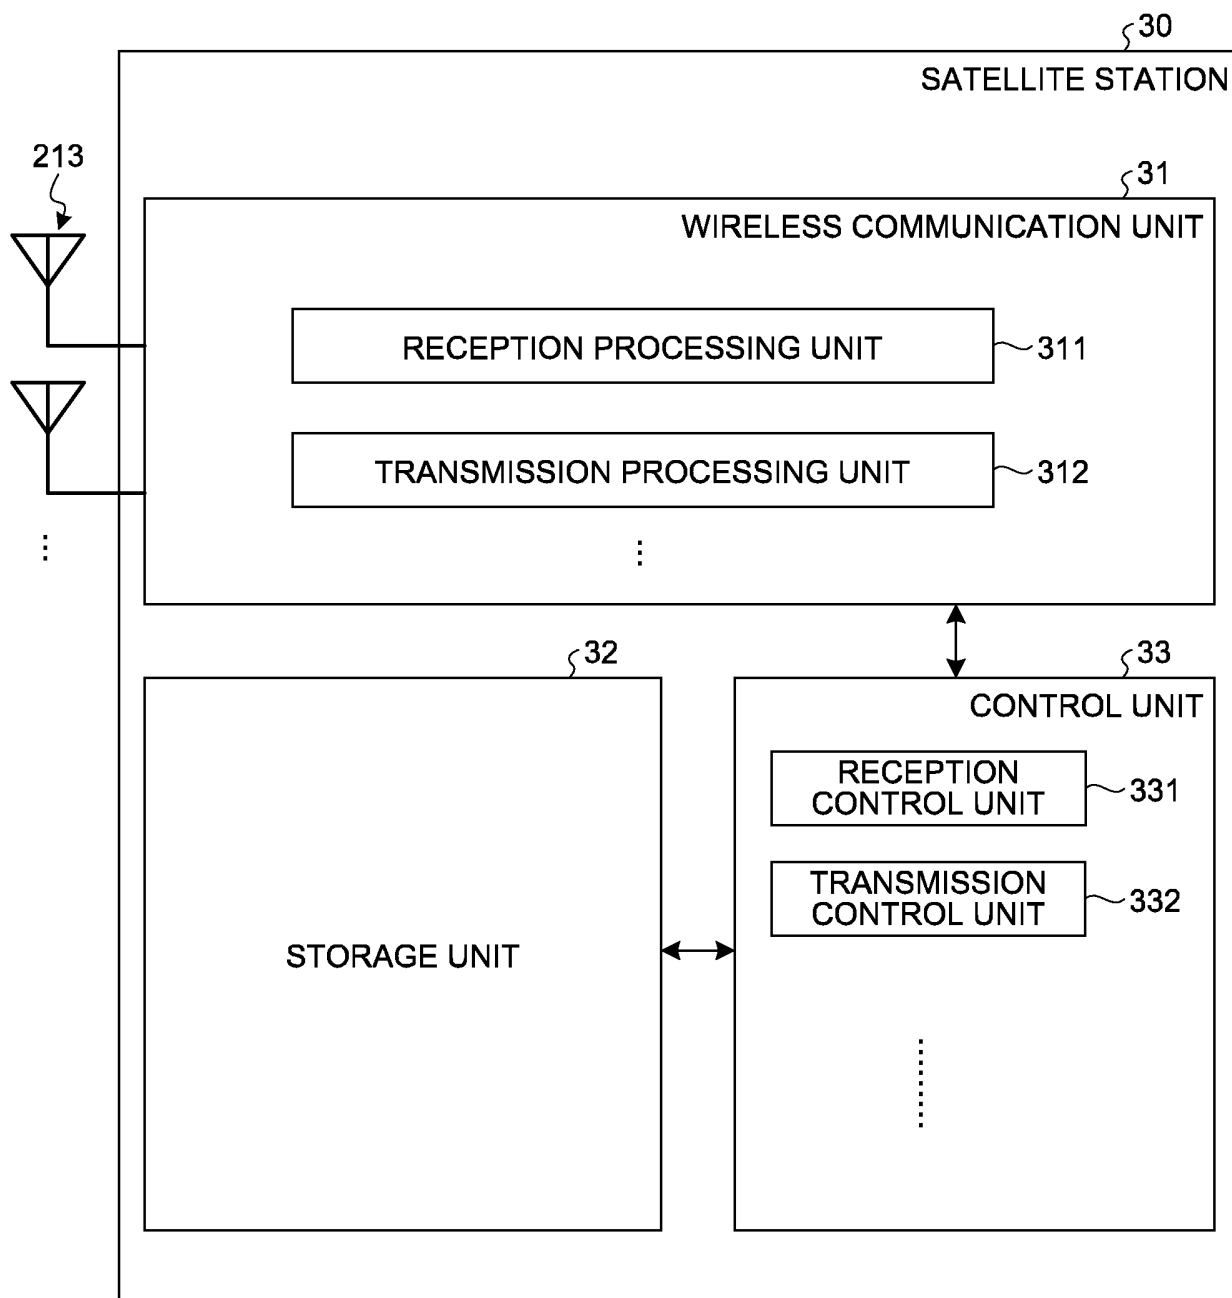 30
SATELLITE STATION
213
31
WIRELESS COMMUNICATION UNIT
RECEPTION PROCESSING UNIT
311
TRANSMISSION PROCESSING UNIT
312
32
33
CONTROL UNIT
RECEPTION
CONTROL UNIT
331
TRANSMISSION
CONTROL UNIT
332
STORAGE UNIT